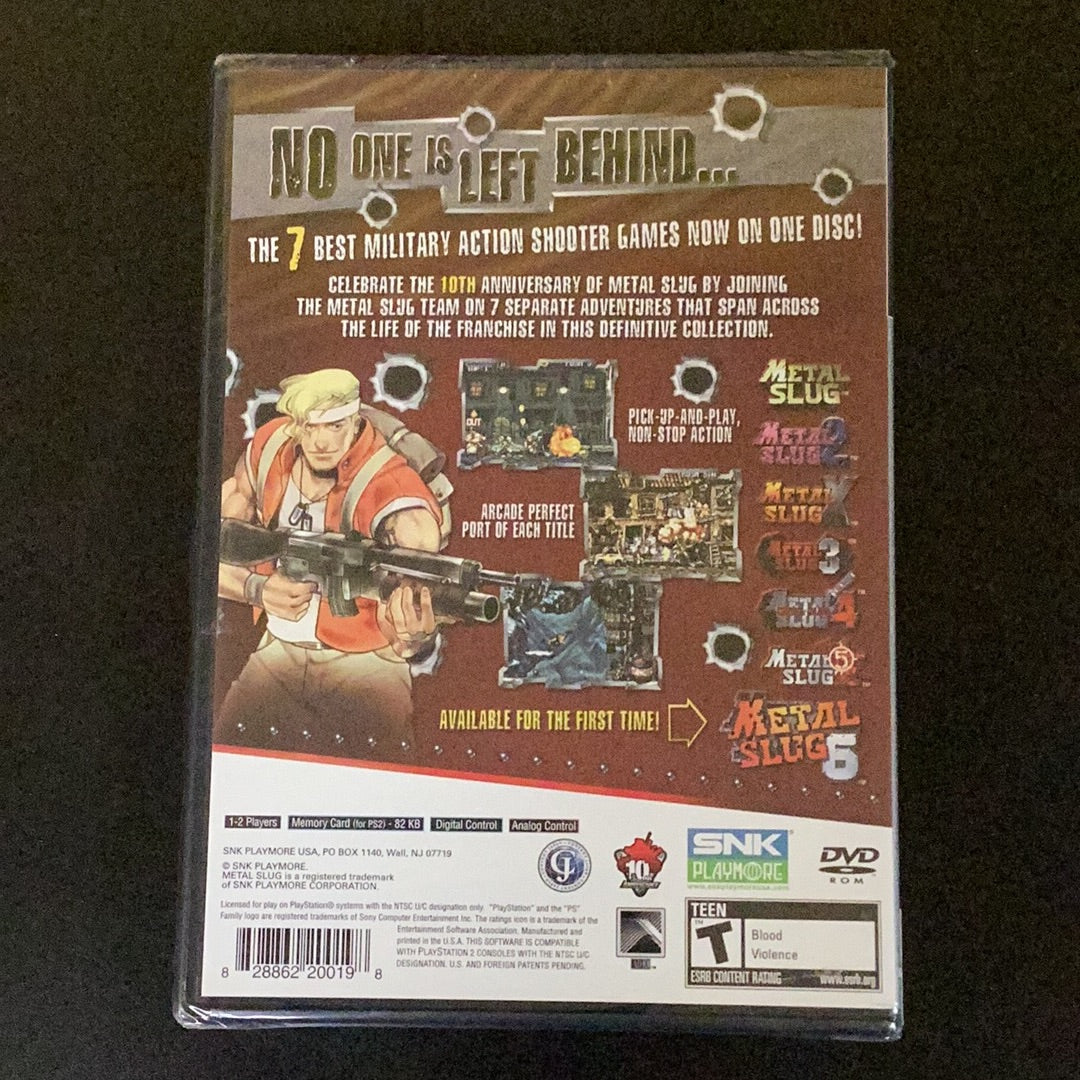 NO ONE IS LEFT BEHIND...
THE 7 BEST MILITARY ACTION SHOOTER GAMES NOW ON ONE DISC!
CELEBRATE THE 10TH ANNIVERSARY OF METAL SLUG BY JOINING
THE METAL SLUG TEAM ON 7 SEPARATE ADVENTURES THAT SPAN ACROSS
THE LIFE OF THE FRANCHISE IN THIS DEFINITIVE COLLECTION.
PICK-UP-AND-PLAY,
NON-STOP ACTION
ARCADE PERFECT
PORT OF EACH TITLE
METAL
SLUG
METAL
SLUG 2
METAL
SLUG X
METAL
SLUG 3
METAL
SLUG 4
METAL
SLUG 5
AVAILABLE FOR THE FIRST TIME!
METAL
SLUG 6
1-2 Players
Memory Card (for PS2) - 82 KB
Digital Control
Analog Control
SNK PLAYMORE USA, PO BOX 1140, Wall, NJ 07719
© SNK PLAYMORE.
METAL SLUG is a registered trademark
of SNK PLAYMORE CORPORATION.
10th
SNK
PLAYMORE
www.snkplaymoreusa.com
DVD
ROM
Licensed for play on PlayStation® systems with the NTSC U/C designation only. "PlayStation" and the "PS"
Family logo are registered trademarks of Sony Computer Entertainment Inc. The ratings icon is a trademark of the
Entertainment Software Association. Manufactured and
printed in the U.S.A. THIS SOFTWARE IS COMPATIBLE
WITH PLAYSTATION 2 CONSOLES WITH THE NTSC U/C
DESIGNATION. U.S. AND FOREIGN PATENTS PENDING.
8 28862 20019 8
TEEN
T
Blood
Violence
ESRB CONTENT RATING
www.esrb.org